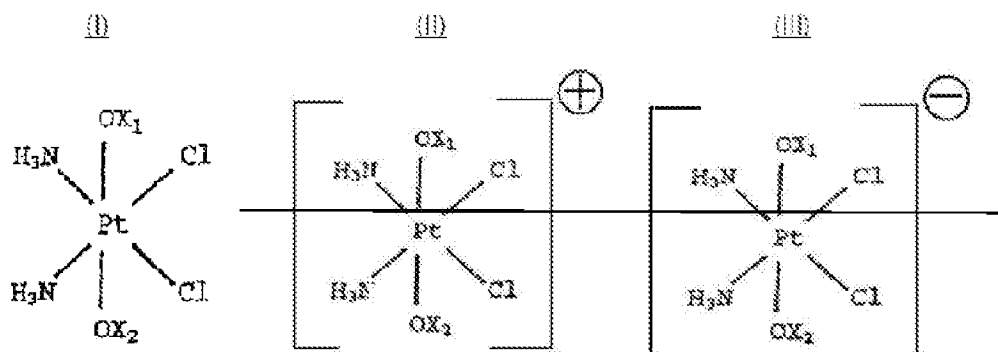 (I) (II) (III)
OX₁ OX₁ OX₁
H₃N Cl H₃N Cl H₃N Cl
Pt Pt Pt
H₃N Cl H₃N Cl H₃N Cl
OX₂ OX₂ OX₂